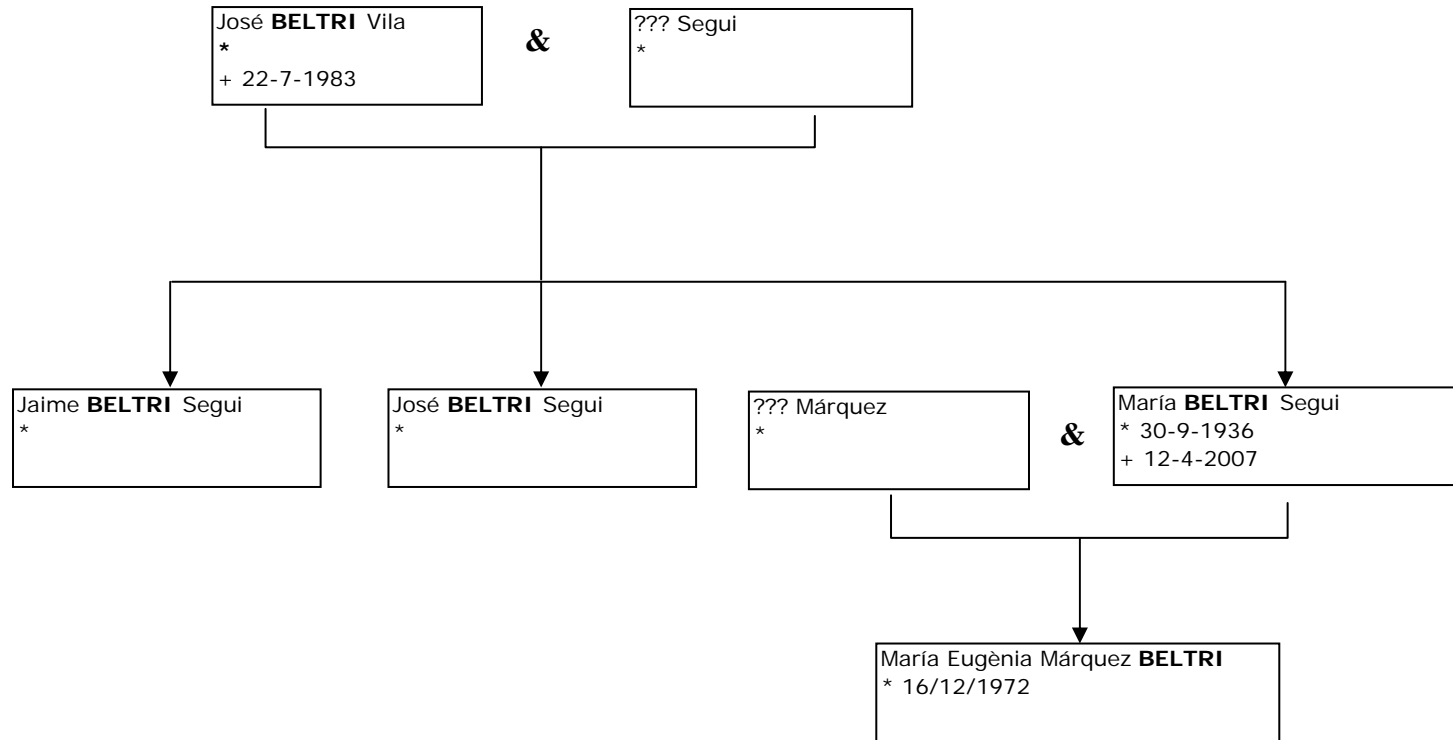 José BELTRI Vila
*
+ 22-7-1983
&
??? Segui
*
Jaime BELTRI Segui
*
José BELTRI Segui
*
??? Márquez
*
&
María BELTRI Segui
* 30-9-1936
+ 12-4-2007
María Eugènia Márquez BELTRI
* 16/12/1972